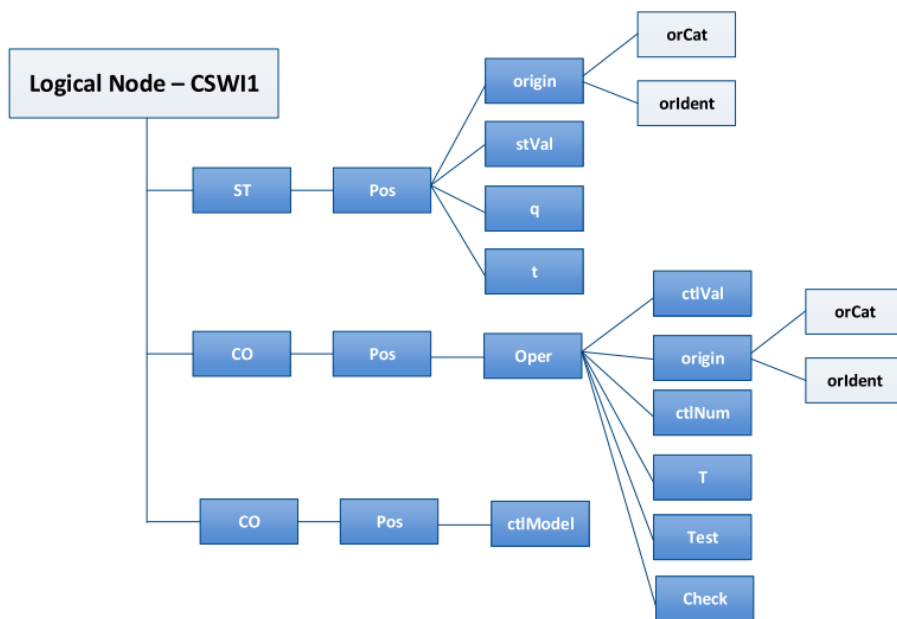 Logical Node – CSWI1
ST
Pos
origin
orCat
orIdent
stVal
q
t
CO
Pos
Oper
ctlVal
origin
orCat
orIdent
ctlNum
T
Test
Check
CO
Pos
ctlModel